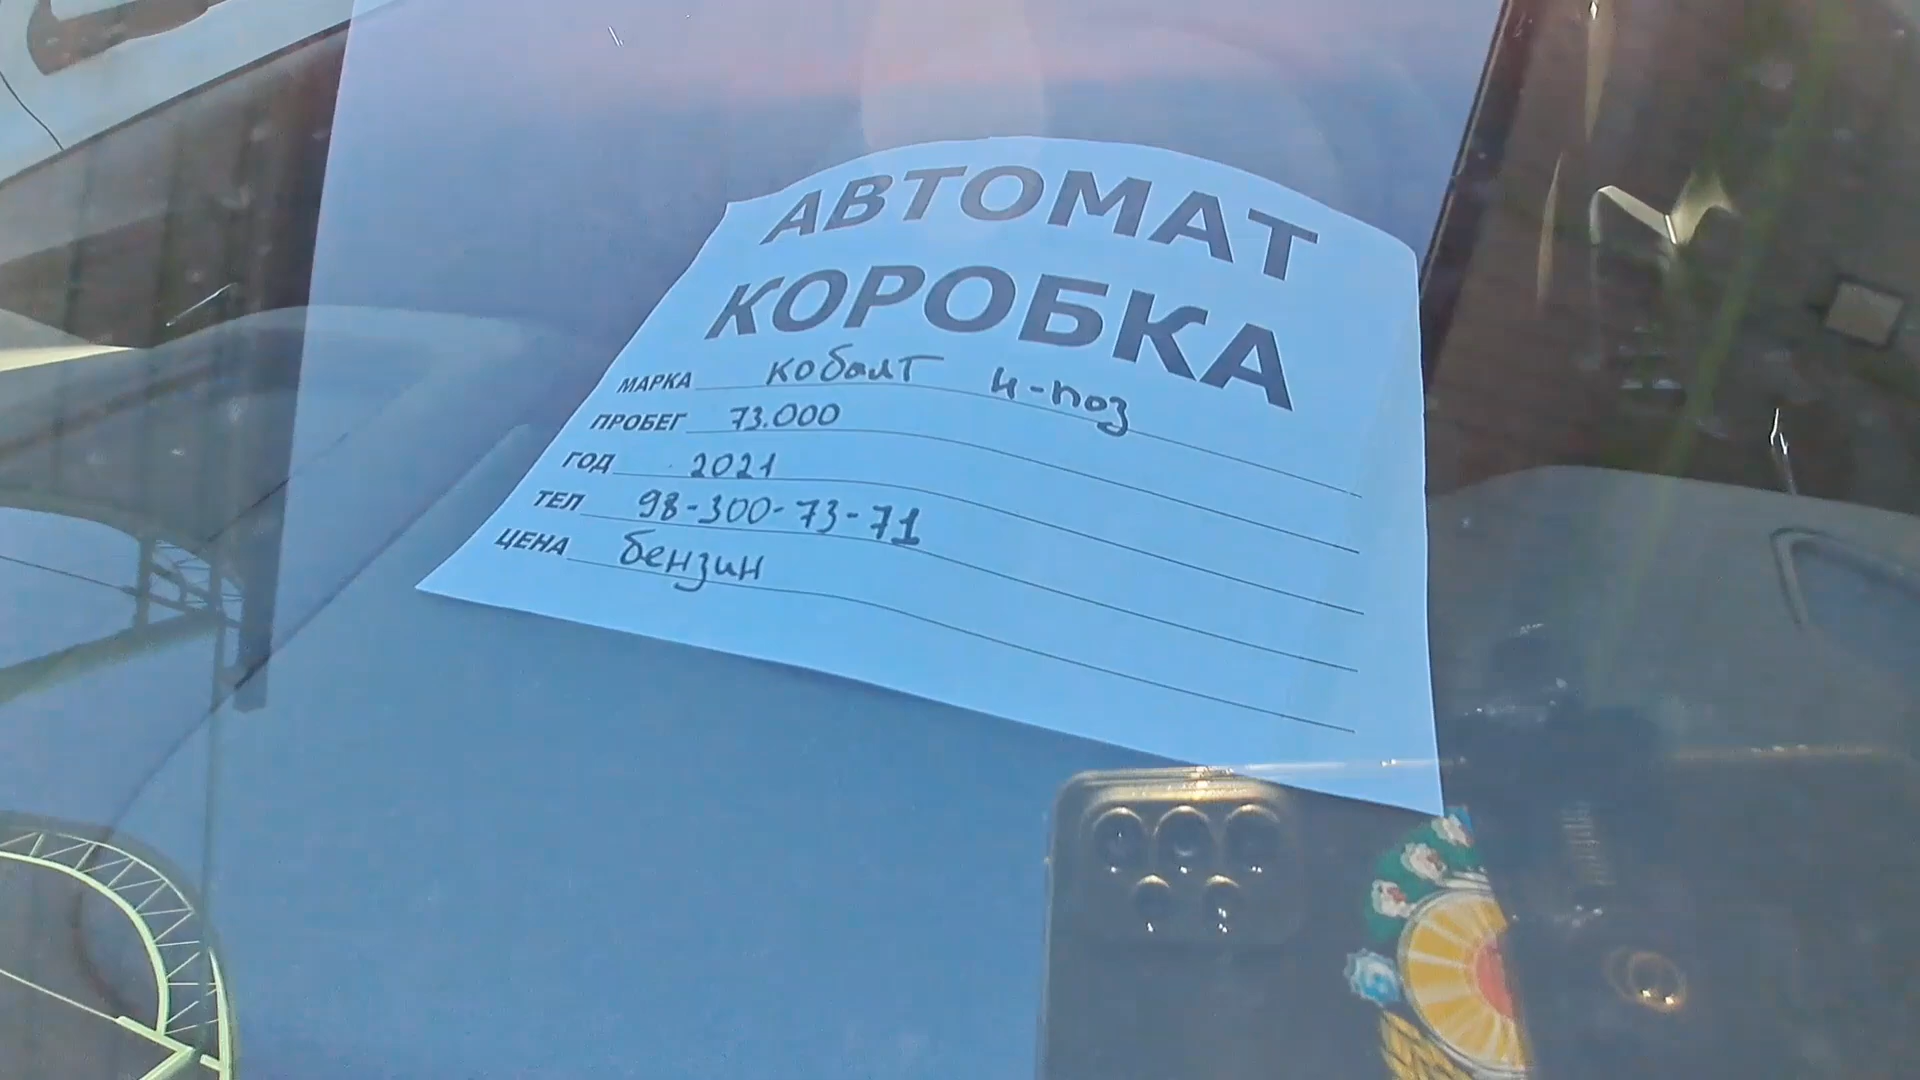 АВТОМАТ
КОРОБКА
МАРКА кобалт 4-поз
ПРОБЕГ 73.000
ГОД 2021
ТЕЛ 98-300-73-71
ЦЕНА бензин